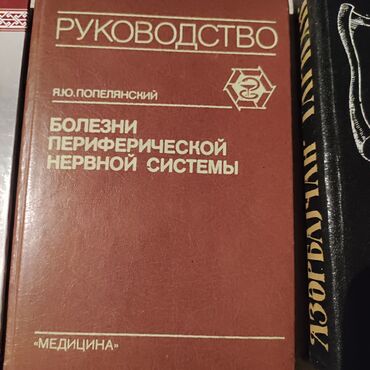 РУКОВОДСТВО
Я.Ю.ПОПЕЛЯНСКИЙ
БОЛЕЗНИ
ПЕРИФЕРИЧЕСКОЙ
НЕРВНОЙ СИСТЕМЫ
«МЕДИЦИНА»